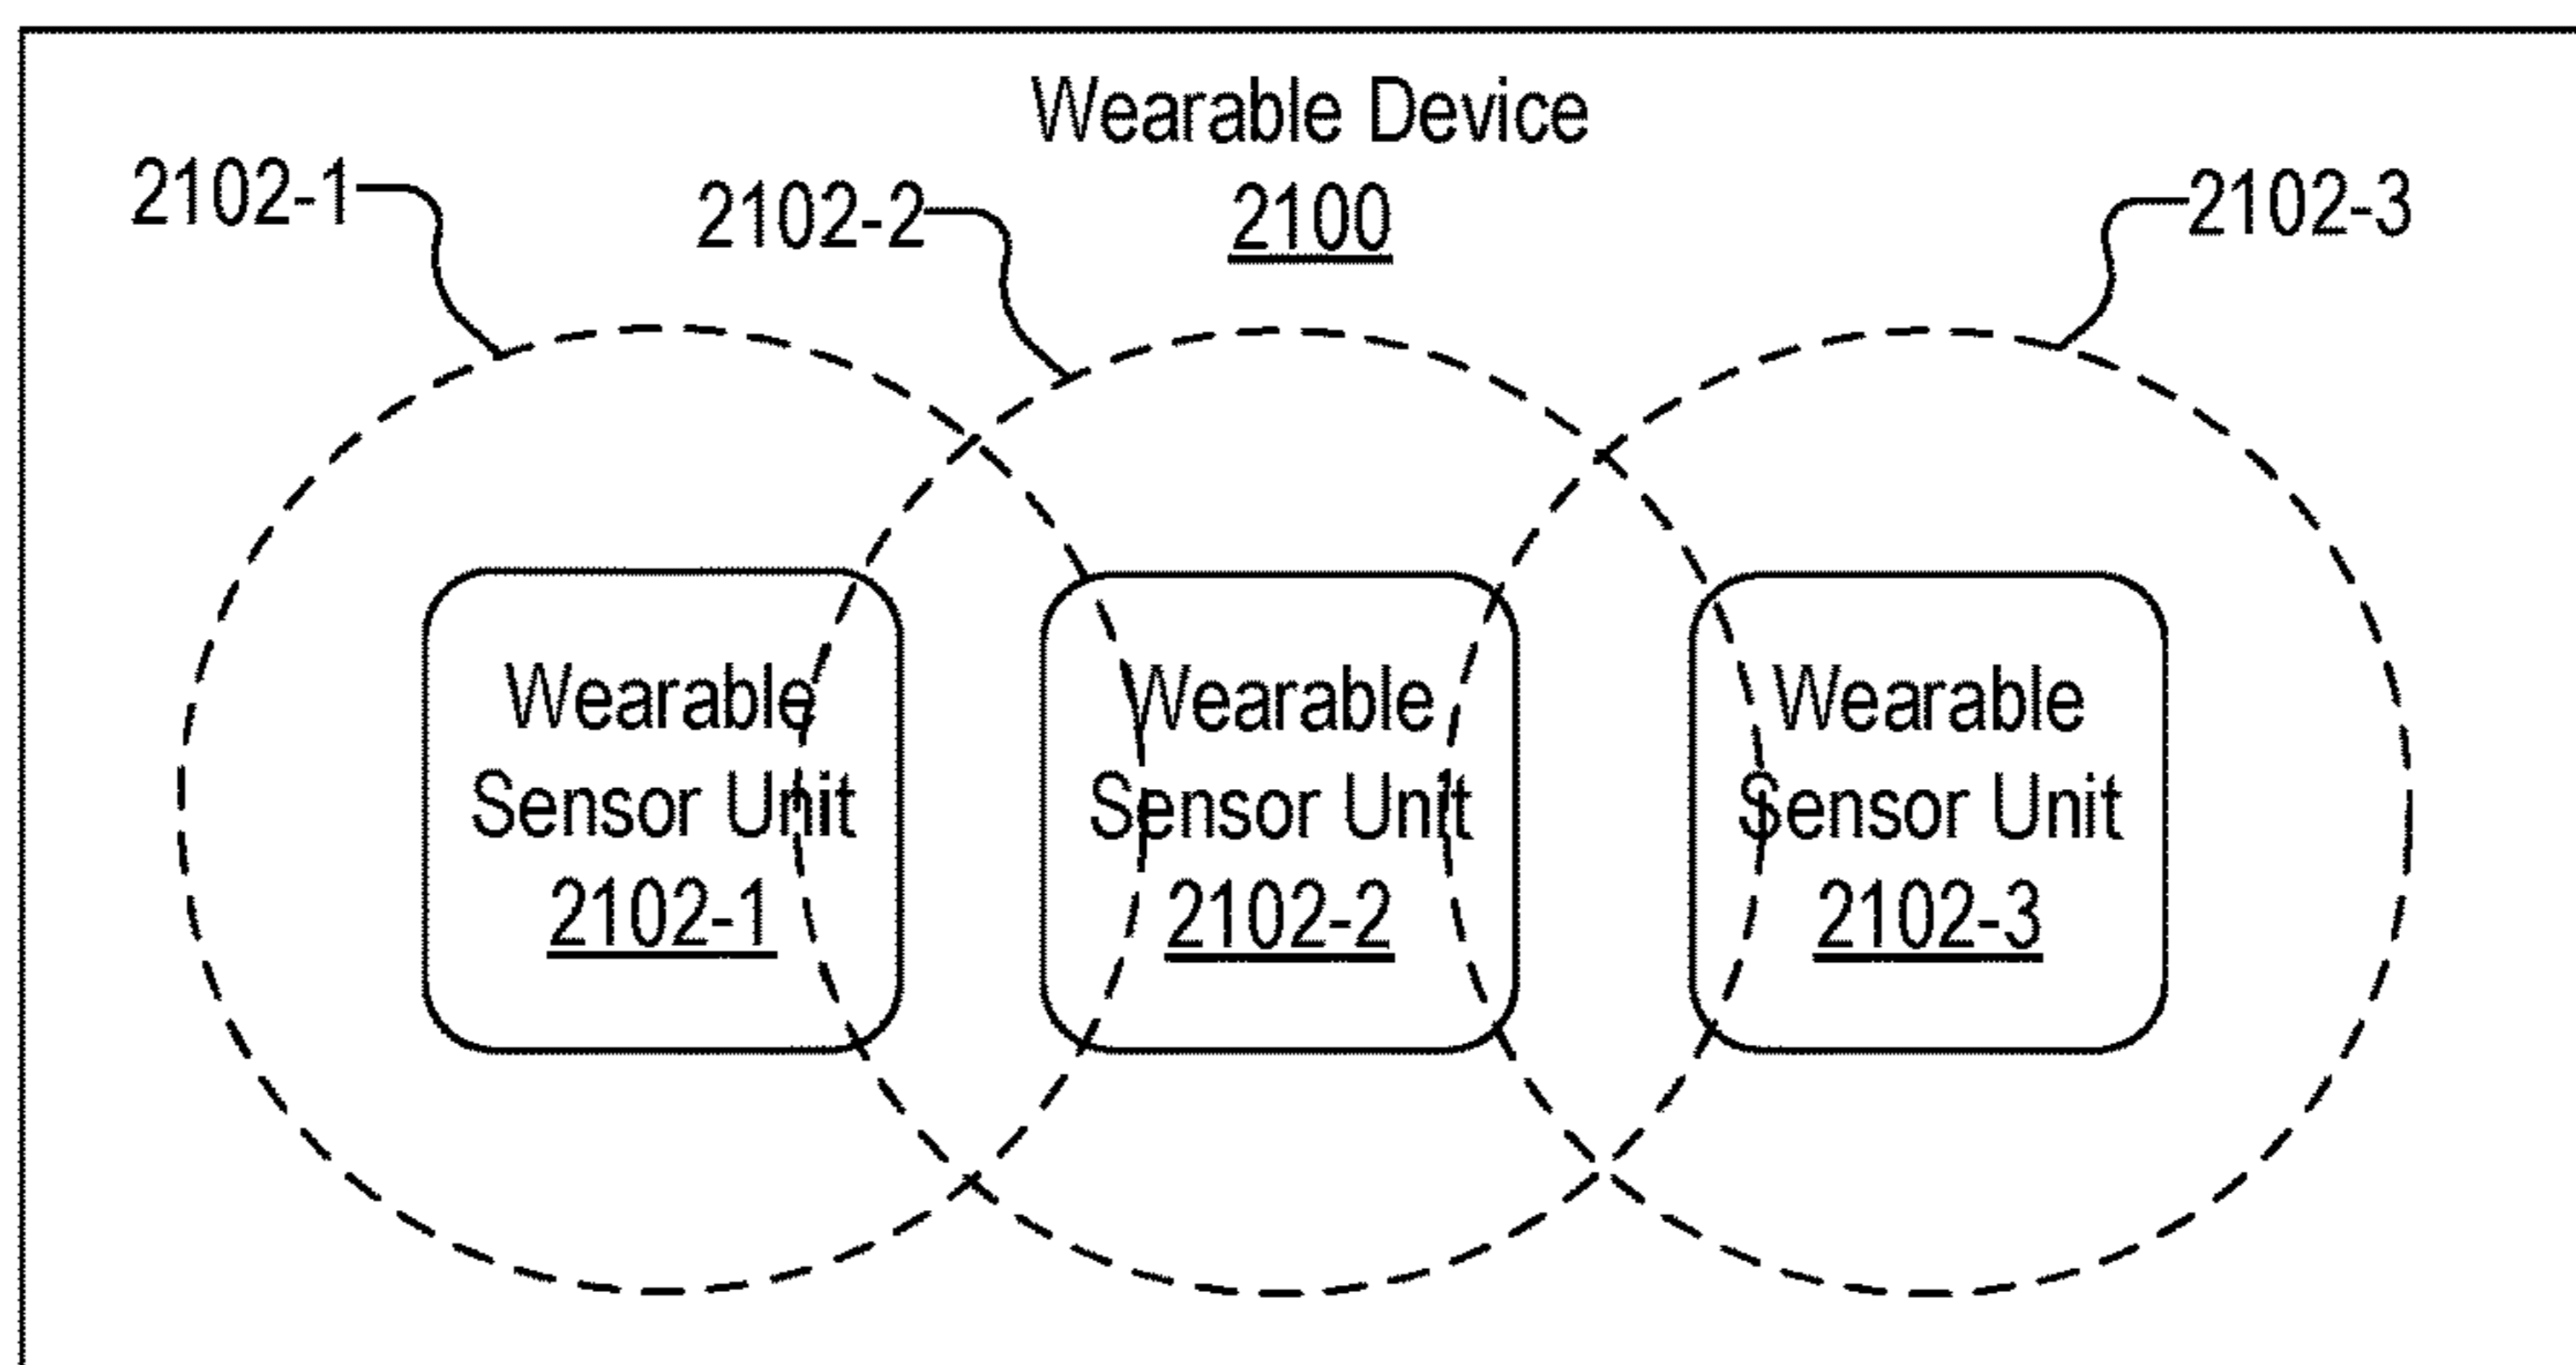 Wearable Device
2100
2102-1
2102-2
2102-3
Wearable
Sensor Unit
2102-1
Wearable
Sensor Unit
2102-2
Wearable
Sensor Unit
2102-3